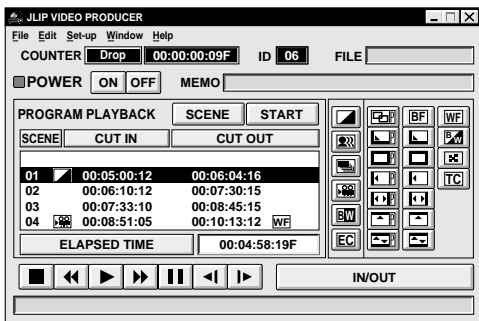 JLIP VIDEO PRODUCER
File Edit Set-up Window Help
COUNTER Drop 00:00:00:09F ID 06 FILE
POWER ON OFF MEMO
PROGRAM PLAYBACK SCENE START
SCENE CUT IN CUT OUT
01 00:05:00:12 00:06:04:16
02 00:06:10:12 00:07:30:15
03 00:07:33:10 00:08:45:15
04 00:08:51:05 00:10:13:12 WF
ELAPSED TIME 00:04:58:19F
P BF WF
P B/W
P
P TC
P
BW P
EC P
IN/OUT